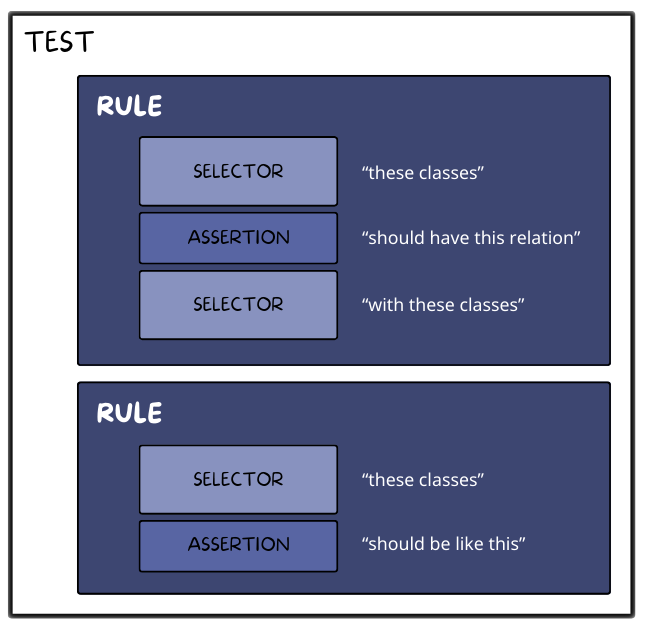 TEST
RULE
SELECTOR “these classes”
ASSERTION “should have this relation”
SELECTOR “with these classes”
RULE
SELECTOR “these classes”
ASSERTION “should be like this”